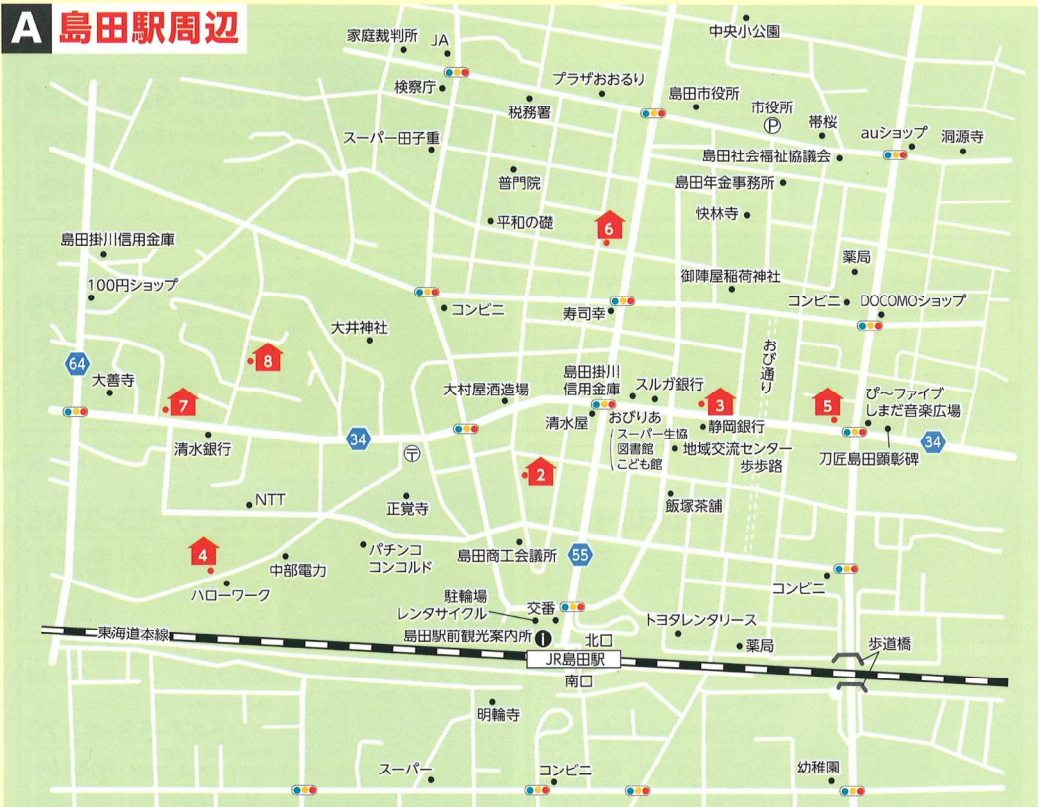 A 島田駅周辺
中央小公園
家庭裁判所
JA
検察庁
プラザおおるり
税務署
島田市役所
市役所
P
帯桜
auショップ
洞源寺
スーパー田子重
島田社会福祉協議会
普門院
島田年金事務所
平和の礎
快林寺
6
島田掛川信用金庫
100円ショップ
薬局
御陣屋稲荷神社
コンビニ
DOCOMOショップ
コンビニ
寿司幸
大井神社
おび通り
64
8
大善寺
7
島田掛川
信用金庫
スルガ銀行
大村屋酒造場
3
5
ぴ~ファイブ
しまだ音楽広場
清水屋
おびりあ
スーパー生協
図書館
こども館
静岡銀行
地域交流センター
歩歩路
刀匠島田顕彰碑
34
清水銀行
34
〒
2
NTT
正覚寺
飯塚茶舗
4
ハローワーク
中部電力
パチンコ
コンコルド
島田商工会議所
55
コンビニ
駐輪場
レンタサイクル
交番
トヨタレンタリース
島田駅前観光案内所
i
北口
薬局
歩道橋
東海道本線
JR島田駅
南口
明輪寺
スーパー
コンビニ
幼稚園